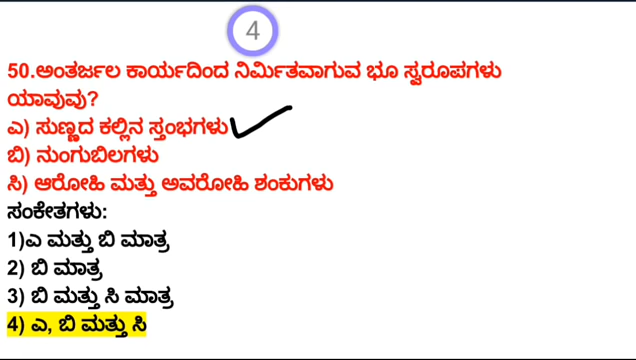 4
50.ಅಂತರ್ಜಲ ಕಾರ್ಯದಿಂದ ನಿರ್ಮಿತವಾಗುವ ಭೂ ಸ್ವರೂಪಗಳು
ಯಾವುವು?
ಎ) ಸುಣ್ಣದ ಕಲ್ಲಿನ ಸ್ತಂಭಗಳು
ಬಿ) ನುಂಗುಬಿಲಗಳು
ಸಿ) ಆರೋಹಿ ಮತ್ತು ಅವರೋಹಿ ಶಂಕುಗಳು
ಸಂಕೇತಗಳು:
1)ಎ ಮತ್ತು ಬಿ ಮಾತ್ರ
2) ಬಿ ಮಾತ್ರ
3) ಬಿ ಮತ್ತು ಸಿ ಮಾತ್ರ
4) ಎ, ಬಿ ಮತ್ತು ಸಿ